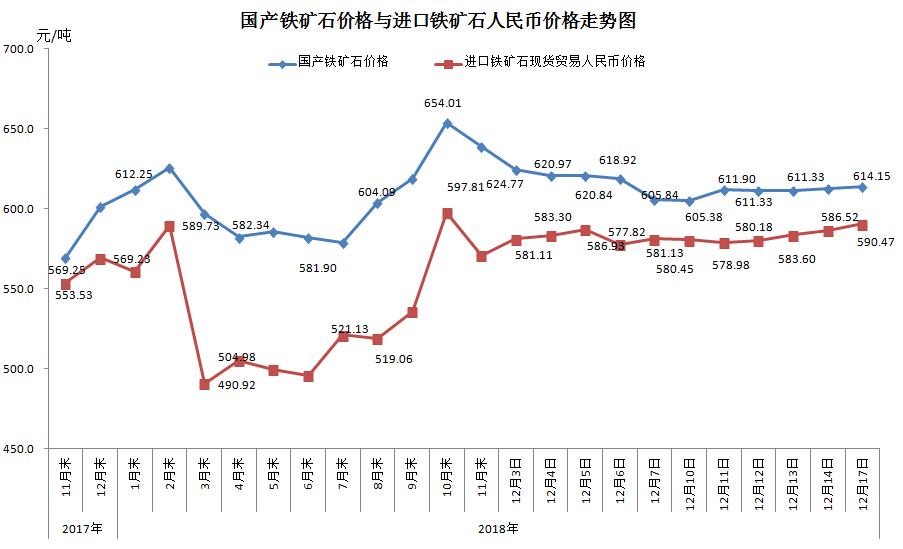 国产铁矿石价格与进口铁矿石人民币价格走势图
元/吨
国产铁矿石价格
进口铁矿石现货贸易人民币价格
700.0
650.0
600.0
550.0
500.0
450.0
569.25
612.25
582.34
581.90
604.09
654.01
624.77
620.97
620.84
618.92
605.84
605.38
611.90
611.33
611.33
614.15
553.53
569.23
589.73
490.92
504.98
521.13
519.06
597.81
581.11
583.30
586.93
577.82
581.13
580.45
578.98
580.18
583.60
586.52
590.47
11月末
12月末
1月末
2月末
3月末
4月末
5月末
6月末
7月末
8月末
9月末
10月末
11月末
12月3日
12月4日
12月5日
12月6日
12月7日
12月10日
12月11日
12月12日
12月13日
12月14日
12月17日
2017年
2018年